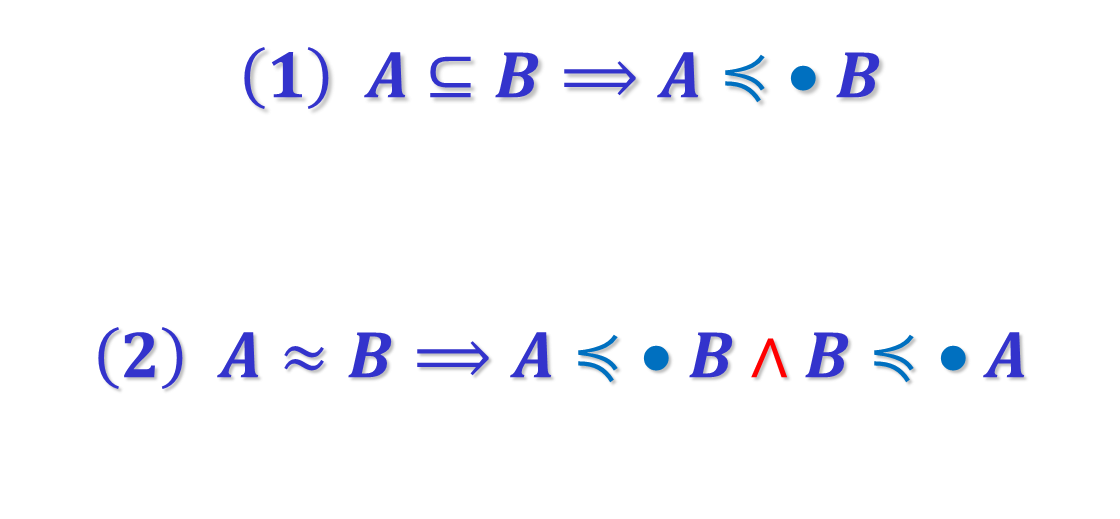 (1) A ⊆ B ⟹ A ≼ • B
(2) A ≈ B ⟹ A ≼ • B ∧ B ≼ • A